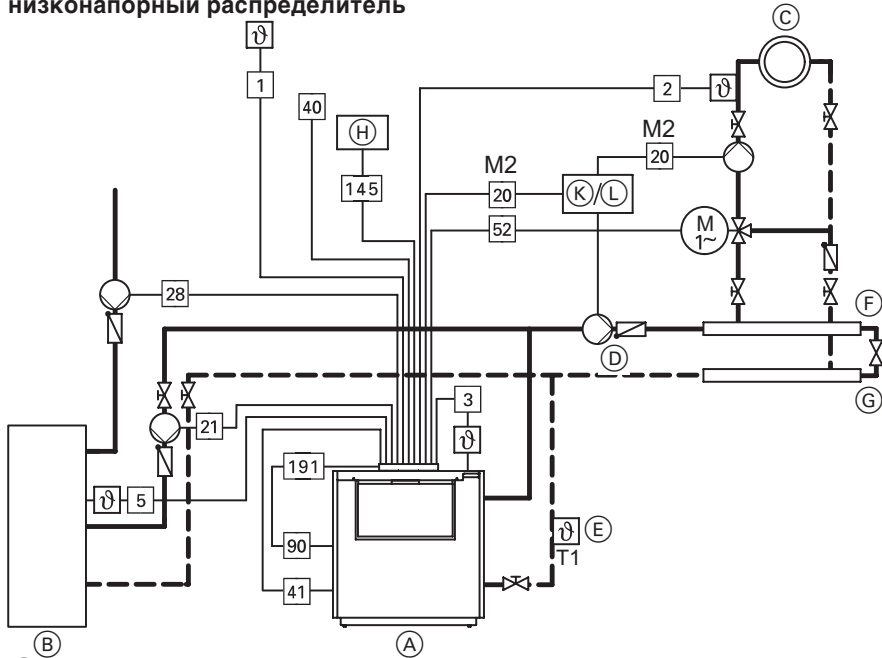 низконапорный распределитель
ϑ
C
1
2 ϑ
40
H
M2
20
M2
145
20
K/L
52
M
1~
28
F
D
G
3
21
ϑ
191
ϑ 5
90
ϑ E
T1
41
B
A